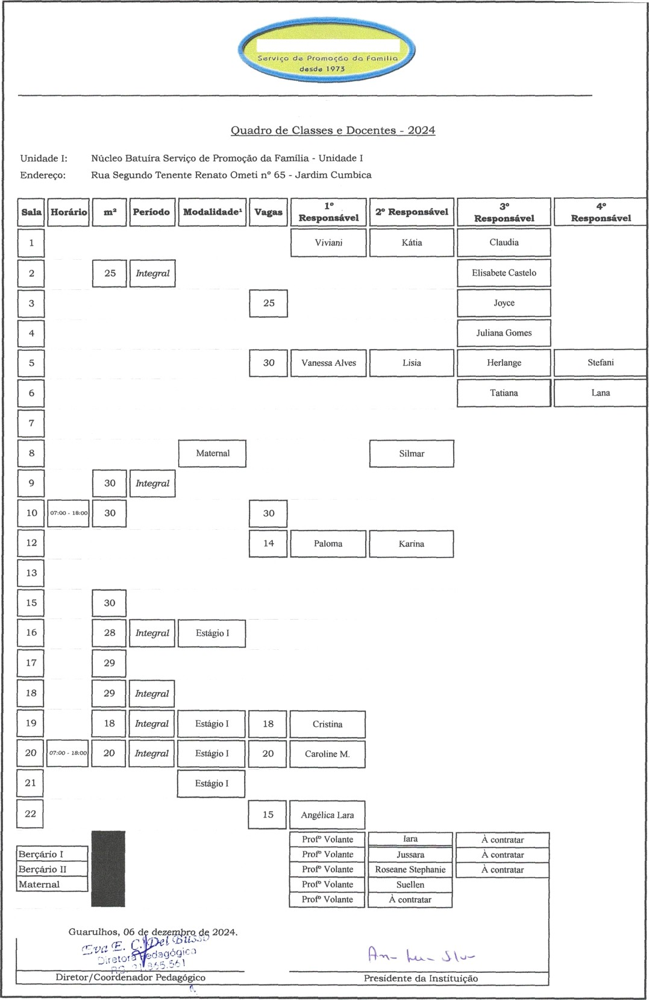 Serviço de Promoção da Família
desde 1973
Quadro de Classes e Docentes - 2024
Unidade I: Núcleo Batuíra Serviço de Promoção da Família - Unidade I
Endereço: Rua Segundo Tenente Renato Ometi nº 65 - Jardim Cumbica
Sala Horário m² Período Modalidade¹ Vagas 1º Responsável 2º Responsável 3º Responsável 4º Responsável
1 Viviani Kátia Claudia
2 25 Integral Elisabete Castelo
3 25 Joyce
4 Juliana Gomes
5 30 Vanessa Alves Lisia Herlange Stefani
6 Tatiana Lana
7
8 Maternal Silmar
9 30 Integral
10 07:00 - 18:00 30 30
12 14 Paloma Karina
13
15 30
16 28 Integral Estágio I
17 29
18 29 Integral
19 18 Integral Estágio I 18 Cristina
20 07:00 - 18:00 20 Integral Estágio I 20 Caroline M.
21 Estágio I
22 15 Angélica Lara
Profº Volante Iara À contratar
Berçário I Profº Volante Jussara À contratar
Berçário II Profº Volante Roseane Stephanie À contratar
Maternal Profº Volante Suellen
Profº Volante À contratar
Guarulhos, 06 de dezembro de 2024.
Eva E. C. Del Busso
Diretora Pedagógica
Diretor/Coordenador Pedagógico Presidente da Instituição